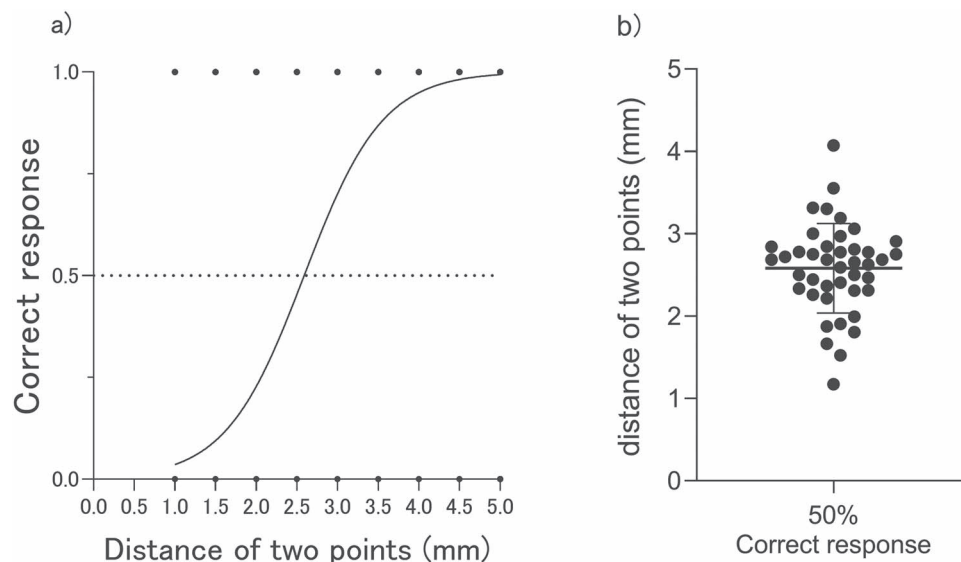 a)
Correct response
1.0
0.5
0.0
0.0 0.5 1.0 1.5 2.0 2.5 3.0 3.5 4.0 4.5 5.0
Distance of two points (mm)
b)
distance of two points (mm)
5
4
3
2
1
0
50%
Correct response